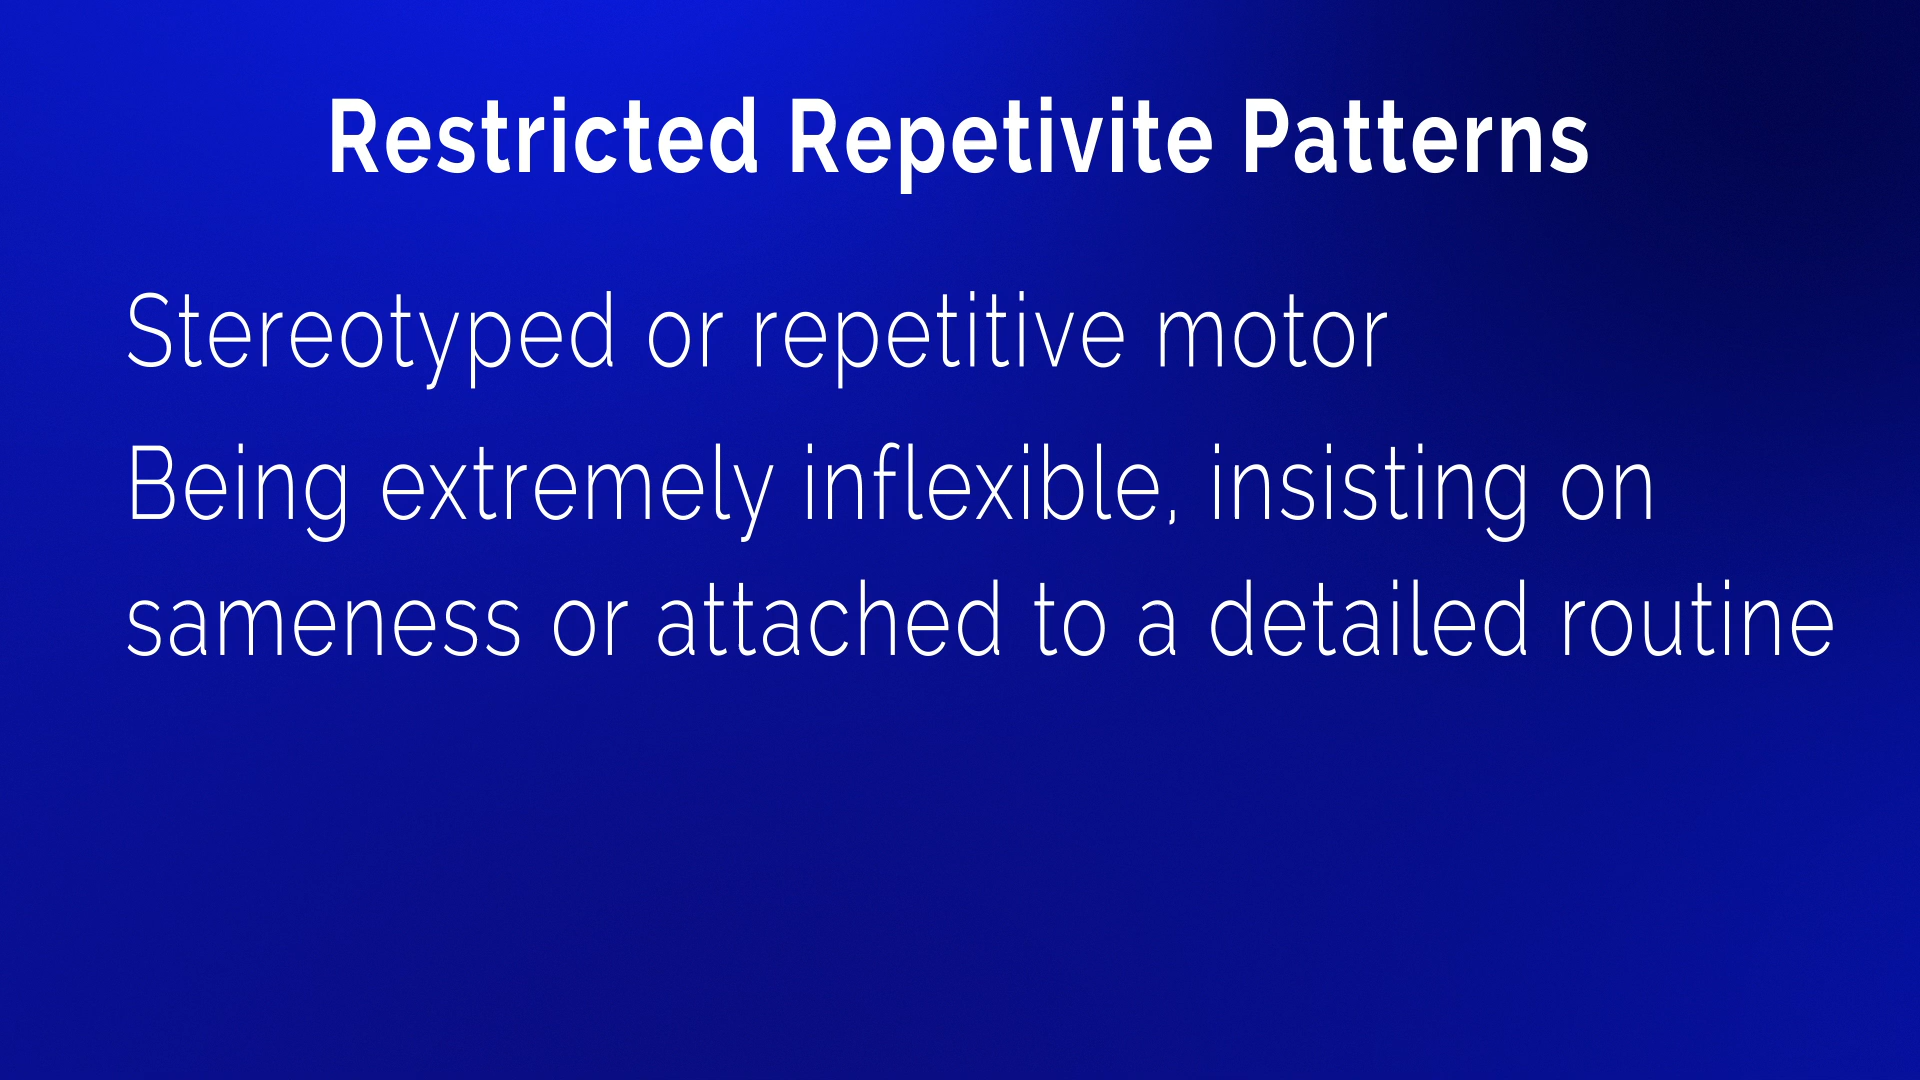 Restricted Repetivite Patterns
Stereotyped or repetitive motor
Being extremely inflexible, insisting on
sameness or attached to a detailed routine